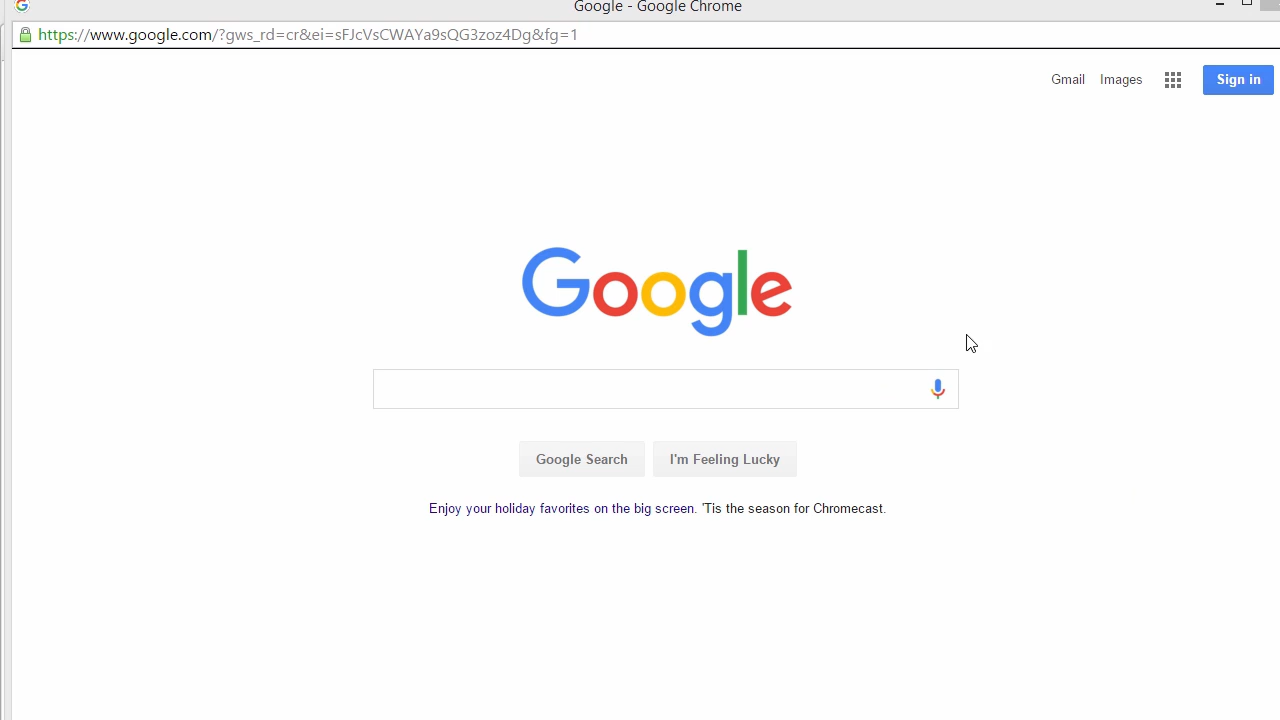 Google - Google Chrome
https://www.google.com/?gws_rd=cr&ei=sFJcVsCWAYa9sQG3zoz4Dg&fg=1
Gmail Images Sign in
Google
Google Search I'm Feeling Lucky
Enjoy your holiday favorites on the big screen. 'Tis the season for Chromecast.